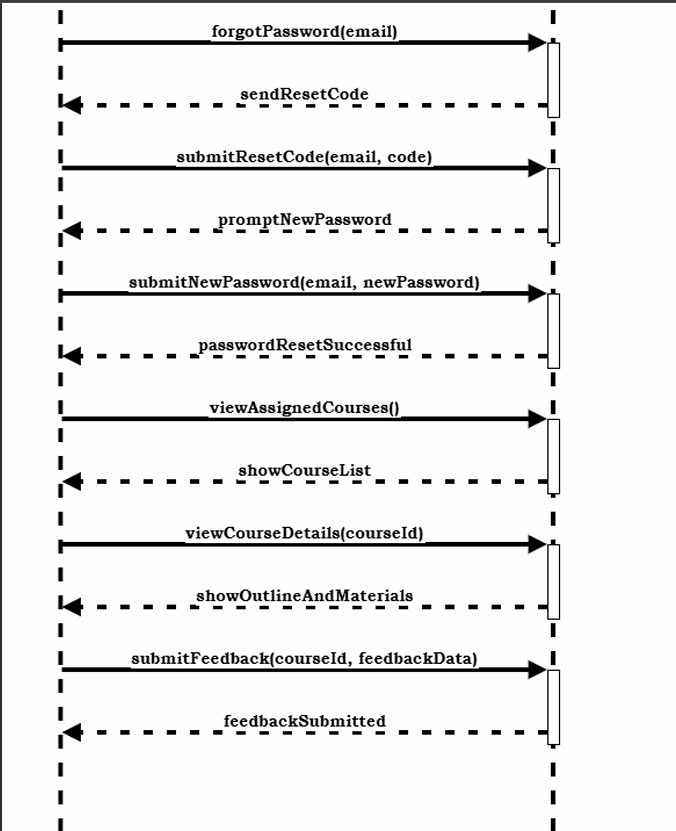 forgotPassword(email)
sendResetCode
submitResetCode(email, code)
promptNewPassword
submitNewPassword(email, newPassword)
passwordResetSuccessful
viewAssignedCourses()
showCourseList
viewCourseDetails(courseId)
showOutlineAndMaterials
submitFeedback(courseId, feedbackData)
feedbackSubmitted